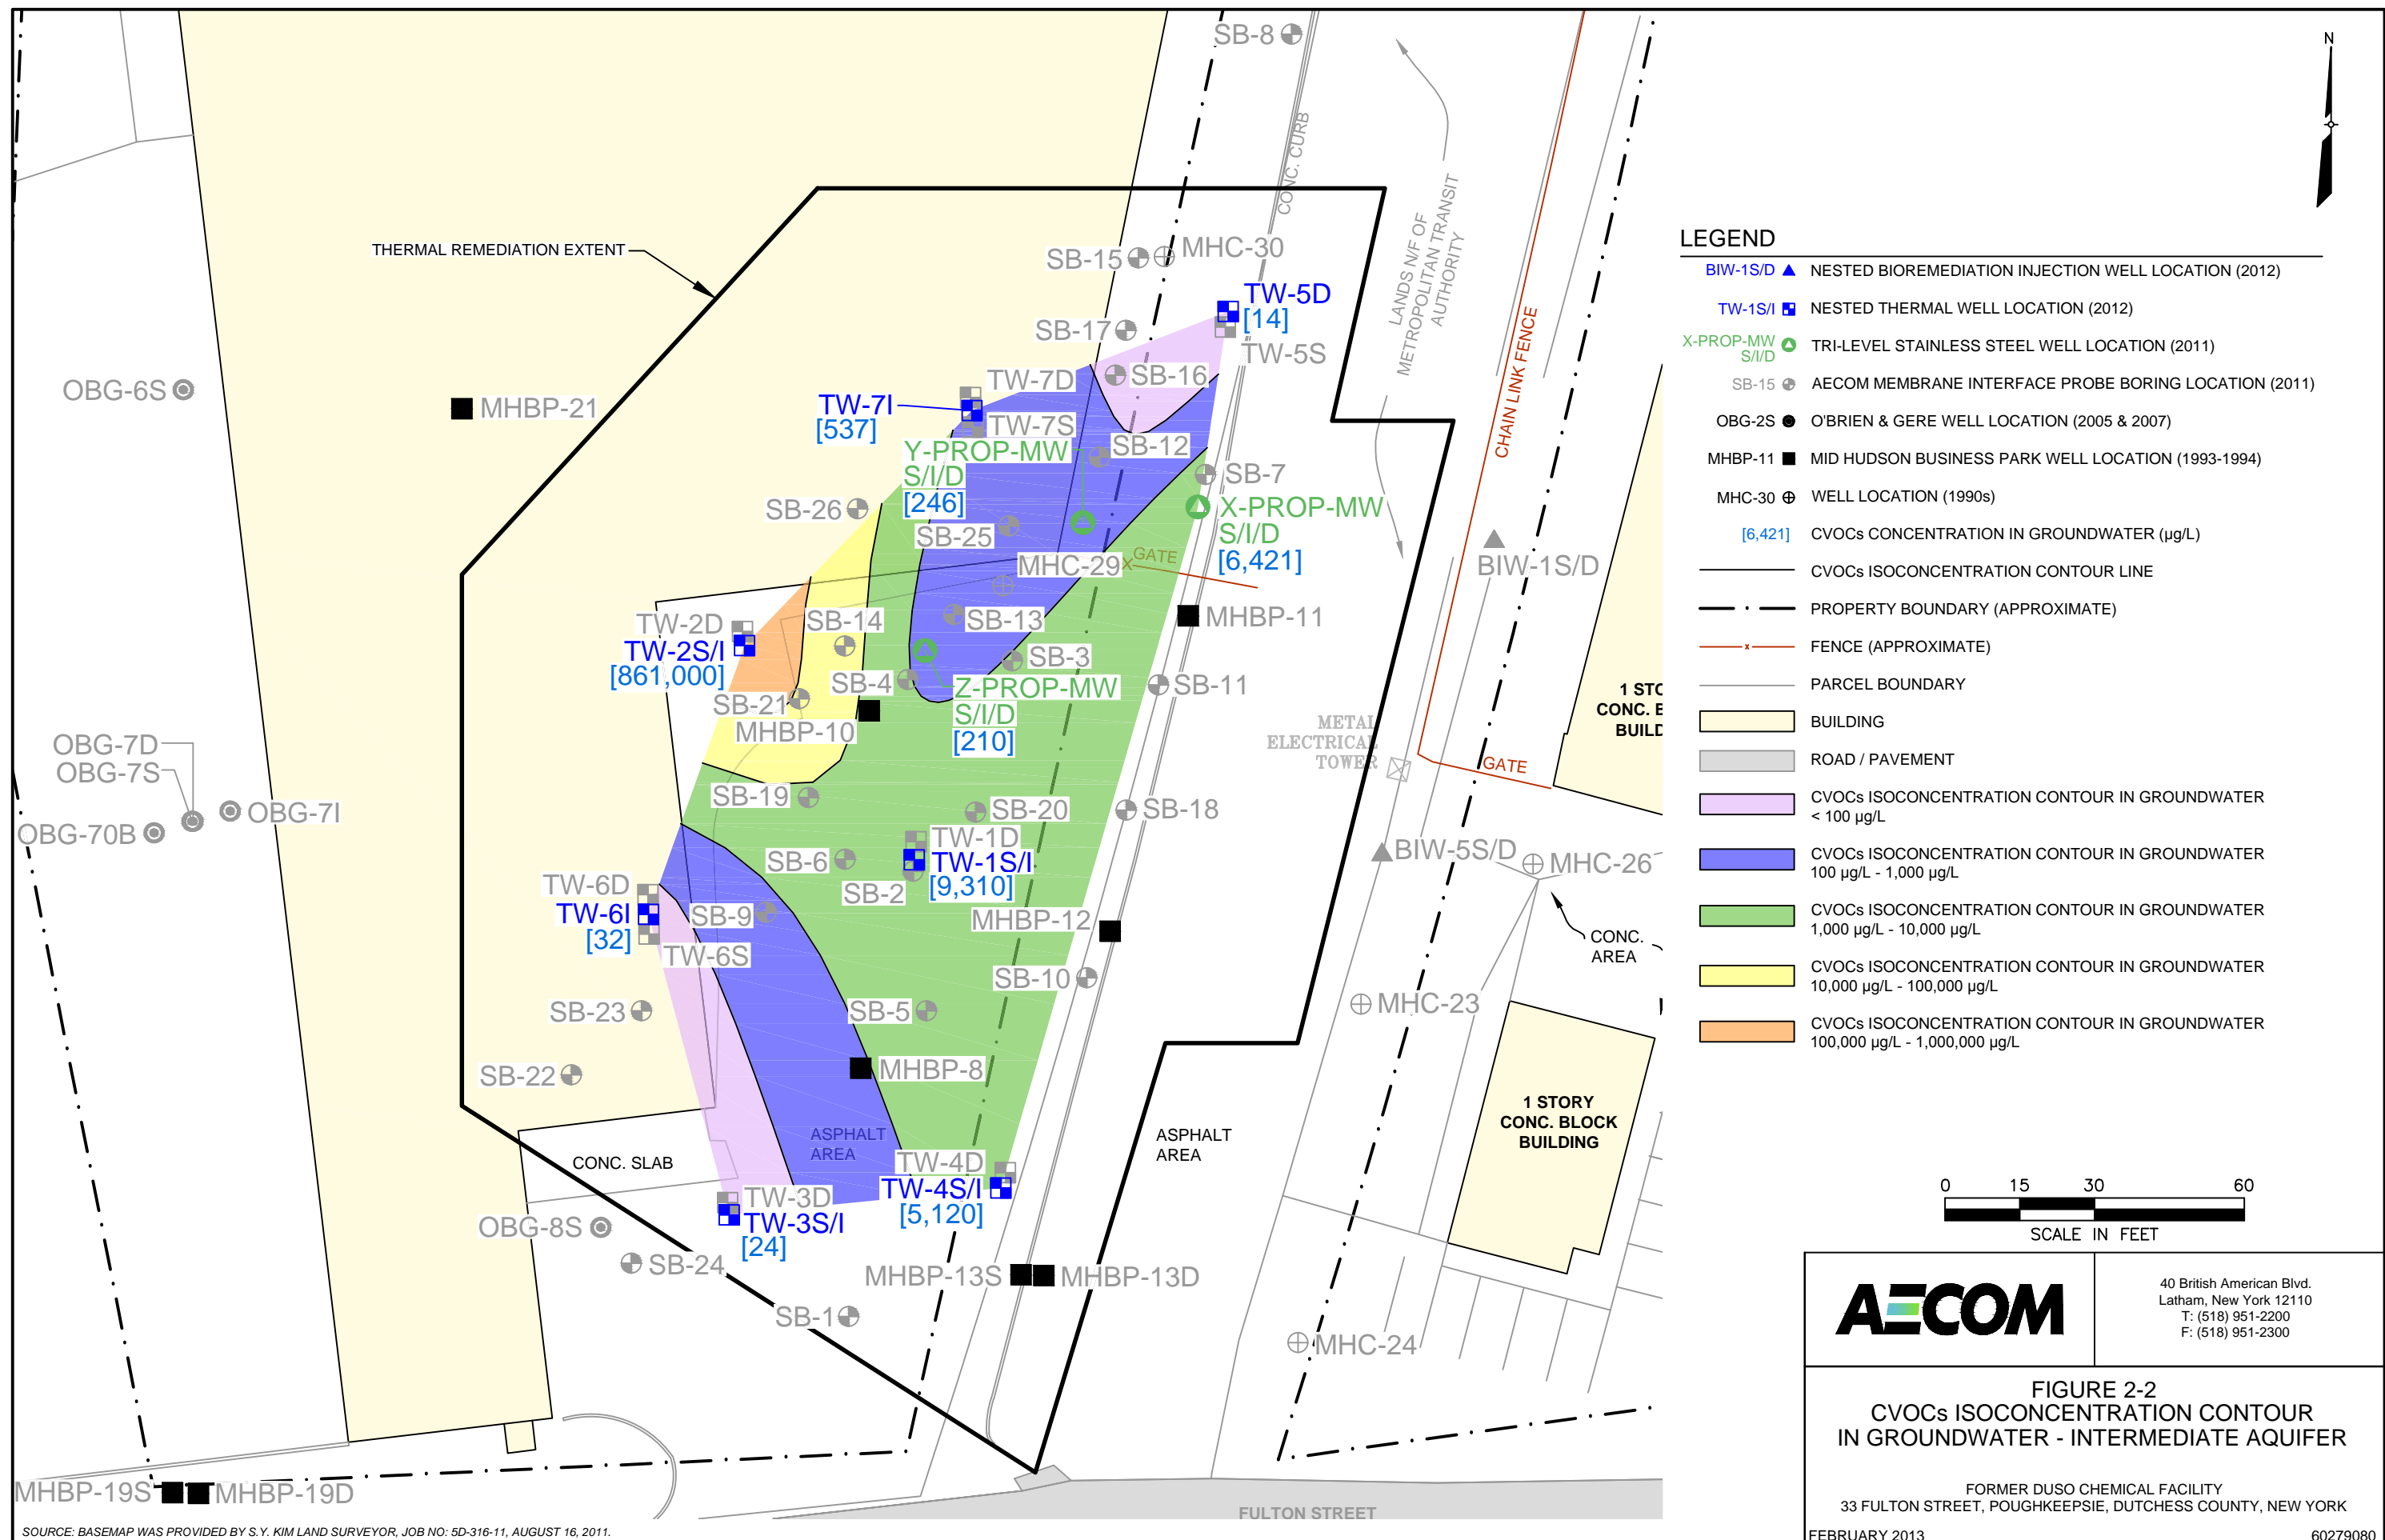 SB-8
N
CONC. CURB
THERMAL REMEDIATION EXTENT
LANDS N/F OF
METROPOLITAN TRANSIT
AUTHORITY
CHAIN LINK FENCE
SB-15
MHC-30
TW-5D
[14]
TW-5S
SB-17
SB-16
OBG-6S
MHBP-21
TW-7D
TW-7I
[537]
TW-7S
Y-PROP-MW
S/I/D
[246]
SB-12
SB-7
SB-26
X-PROP-MW
S/I/D
[6,421]
SB-25
MHC-29
X
GATE
BIW-1S/D
TW-2D
TW-2S/I
[861,000]
SB-14
SB-13
MHBP-11
SB-3
SB-4
SB-11
SB-21
Z-PROP-MW
S/I/D
[210]
MHBP-10
METAL
ELECTRICAL
TOWER
GATE
1 STO
CONC. B
BUILD
OBG-7D
OBG-7S
OBG-7I
OBG-70B
SB-19
SB-20
SB-18
TW-1D
TW-1S/I
[9,310]
SB-6
SB-2
BIW-5S/D
MHC-26
TW-6D
TW-6I
[32]
TW-6S
SB-9
MHBP-12
CONC.
AREA
SB-10
SB-23
SB-5
MHC-23
SB-22
MHBP-8
1 STORY
CONC. BLOCK
BUILDING
ASPHALT
AREA
ASPHALT
AREA
CONC. SLAB
TW-4D
TW-4S/I
[5,120]
TW-3D
TW-3S/I
[24]
OBG-8S
SB-24
MHBP-13S
MHBP-13D
SB-1
MHC-24
MHBP-19S
MHBP-19D
FULTON STREET
SOURCE: BASEMAP WAS PROVIDED BY S.Y. KIM LAND SURVEYOR, JOB NO: 5D-316-11, AUGUST 16, 2011.
LEGEND
BIW-1S/D NESTED BIOREMEDIATION INJECTION WELL LOCATION (2012)
TW-1S/I NESTED THERMAL WELL LOCATION (2012)
X-PROP-MW
S/I/D TRI-LEVEL STAINLESS STEEL WELL LOCATION (2011)
SB-15 AECOM MEMBRANE INTERFACE PROBE BORING LOCATION (2011)
OBG-2S O'BRIEN & GERE WELL LOCATION (2005 & 2007)
MHBP-11 MID HUDSON BUSINESS PARK WELL LOCATION (1993-1994)
MHC-30 WELL LOCATION (1990s)
[6,421] CVOCs CONCENTRATION IN GROUNDWATER (µg/L)
CVOCs ISOCONCENTRATION CONTOUR LINE
PROPERTY BOUNDARY (APPROXIMATE)
x FENCE (APPROXIMATE)
PARCEL BOUNDARY
BUILDING
ROAD / PAVEMENT
CVOCs ISOCONCENTRATION CONTOUR IN GROUNDWATER
< 100 µg/L
CVOCs ISOCONCENTRATION CONTOUR IN GROUNDWATER
100 µg/L - 1,000 µg/L
CVOCs ISOCONCENTRATION CONTOUR IN GROUNDWATER
1,000 µg/L - 10,000 µg/L
CVOCs ISOCONCENTRATION CONTOUR IN GROUNDWATER
10,000 µg/L - 100,000 µg/L
CVOCs ISOCONCENTRATION CONTOUR IN GROUNDWATER
100,000 µg/L - 1,000,000 µg/L
0 15 30 60
SCALE IN FEET
AECOM
40 British American Blvd.
Latham, New York 12110
T: (518) 951-2200
F: (518) 951-2300
FIGURE 2-2
CVOCs ISOCONCENTRATION CONTOUR
IN GROUNDWATER - INTERMEDIATE AQUIFER
FORMER DUSO CHEMICAL FACILITY
33 FULTON STREET, POUGHKEEPSIE, DUTCHESS COUNTY, NEW YORK
FEBRUARY 2013 60279080